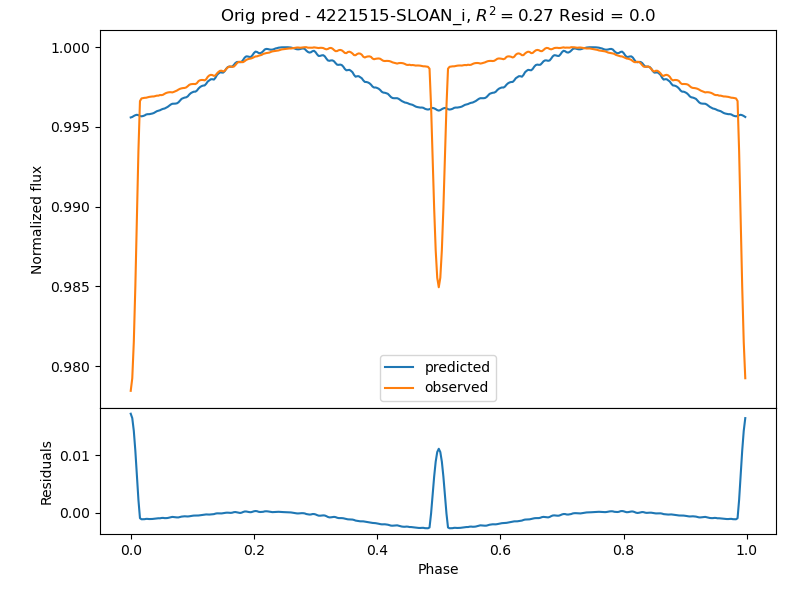 Orig pred - 4221515-SLOAN_i, R² = 0.27 Resid = 0.0
1.000
0.995
0.990
0.985
0.980
Normalized flux
predicted
observed
0.01
0.00
Residuals
0.0 0.2 0.4 0.6 0.8 1.0
Phase